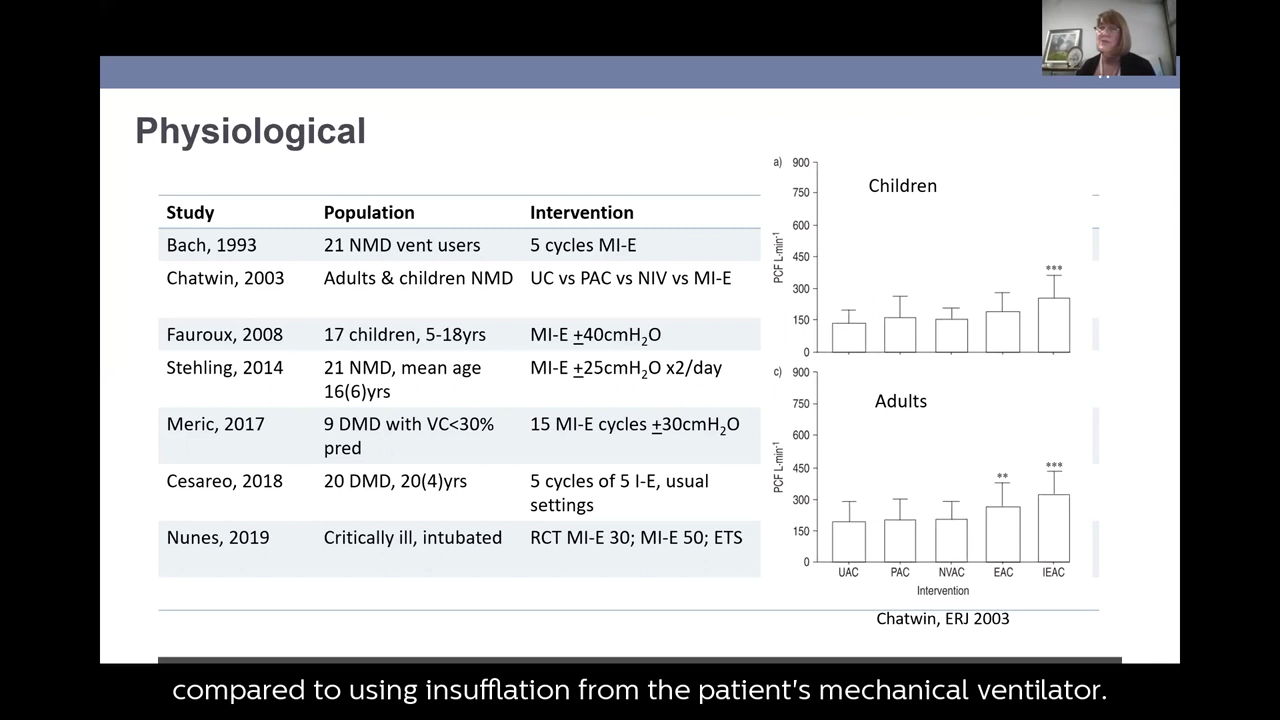 Physiological
Study Population Intervention
Bach, 1993 21 NMD vent users 5 cycles MI-E
Chatwin, 2003 Adults & children NMD UC vs PAC vs NIV vs MI-E
Fauroux, 2008 17 children, 5-18yrs MI-E +40cmH2O
Stehling, 2014 21 NMD, mean age MI-E +25cmH2O x2/day
16(6)yrs
Meric, 2017 9 DMD with VC<30% 15 MI-E cycles +30cmH2O
pred
Cesareo, 2018 20 DMD, 20(4)yrs 5 cycles of 5 I-E, usual
settings
Nunes, 2019 Critically ill, intubated RCT MI-E 30; MI-E 50; ETS
a) 900
Children
750
600
PCF L·min-1
450
***
300
150
0
c) 900
Adults
750
600
PCF L·min-1
450
** ***
300
150
0
UAC PAC NVAC EAC IEAC
Intervention
Chatwin, ERJ 2003
compared to using insufflation from the patient's mechanical ventilator.